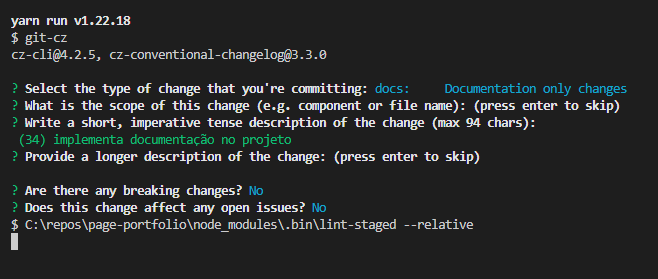 yarn run v1.22.18
$ git-cz
cz-cli@4.2.5, cz-conventional-changelog@3.3.0
? Select the type of change that you're committing: docs:     Documentation only changes
? What is the scope of this change (e.g. component or file name): (press enter to skip)
? Write a short, imperative tense description of the change (max 94 chars):
(34) implementa documentação no projeto
? Provide a longer description of the change: (press enter to skip)
? Are there any breaking changes? No
? Does this change affect any open issues? No
$ C:\repos\page-portfolio\node_modules\.bin\lint-staged --relative